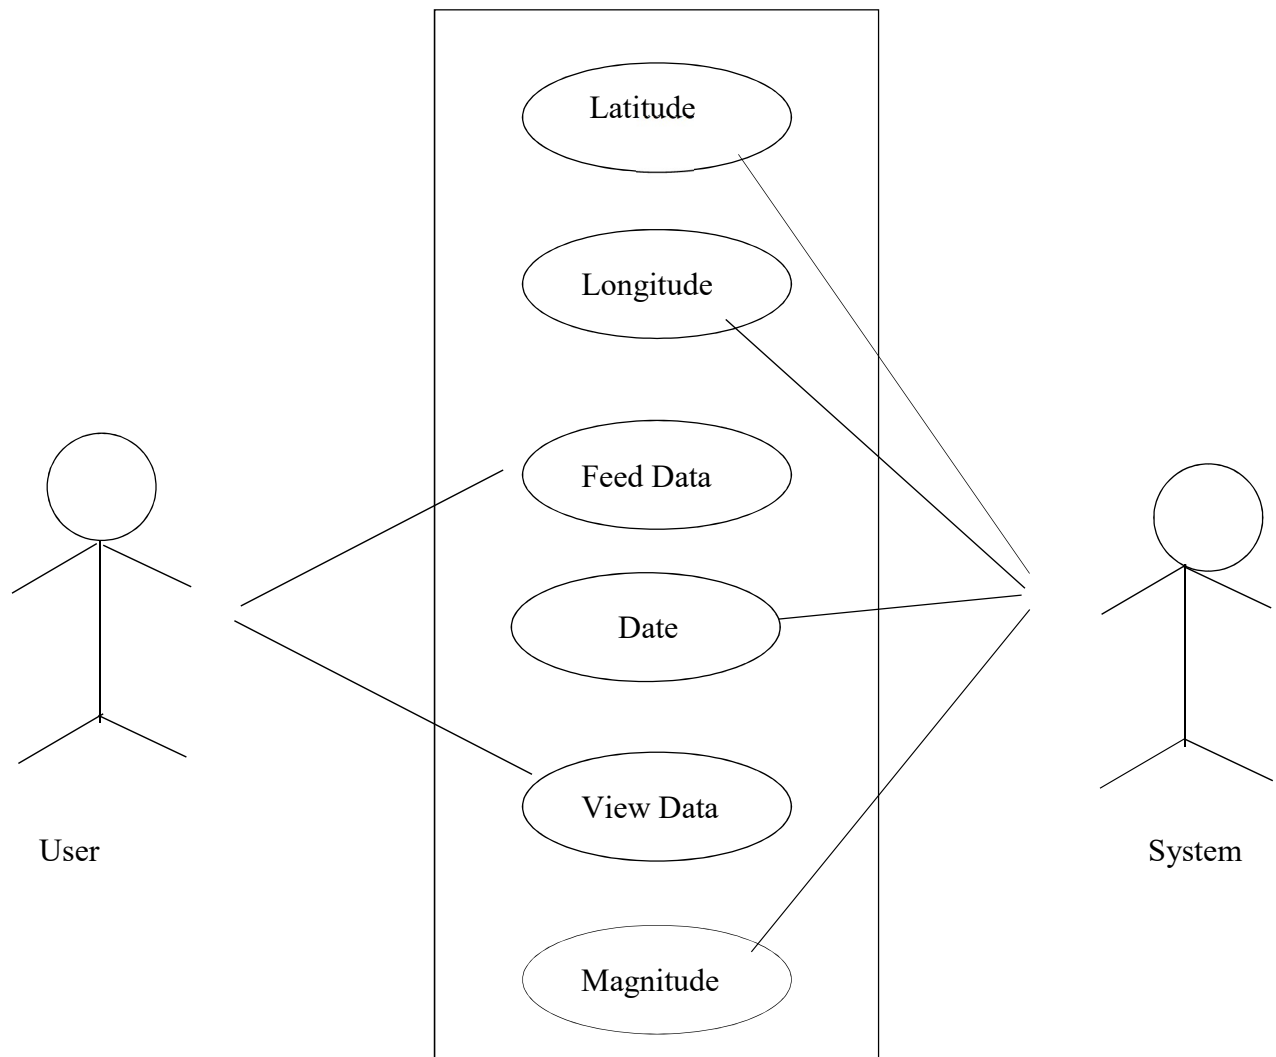 Latitude
Longitude
Feed Data
Date
View Data
User
System
Magnitude